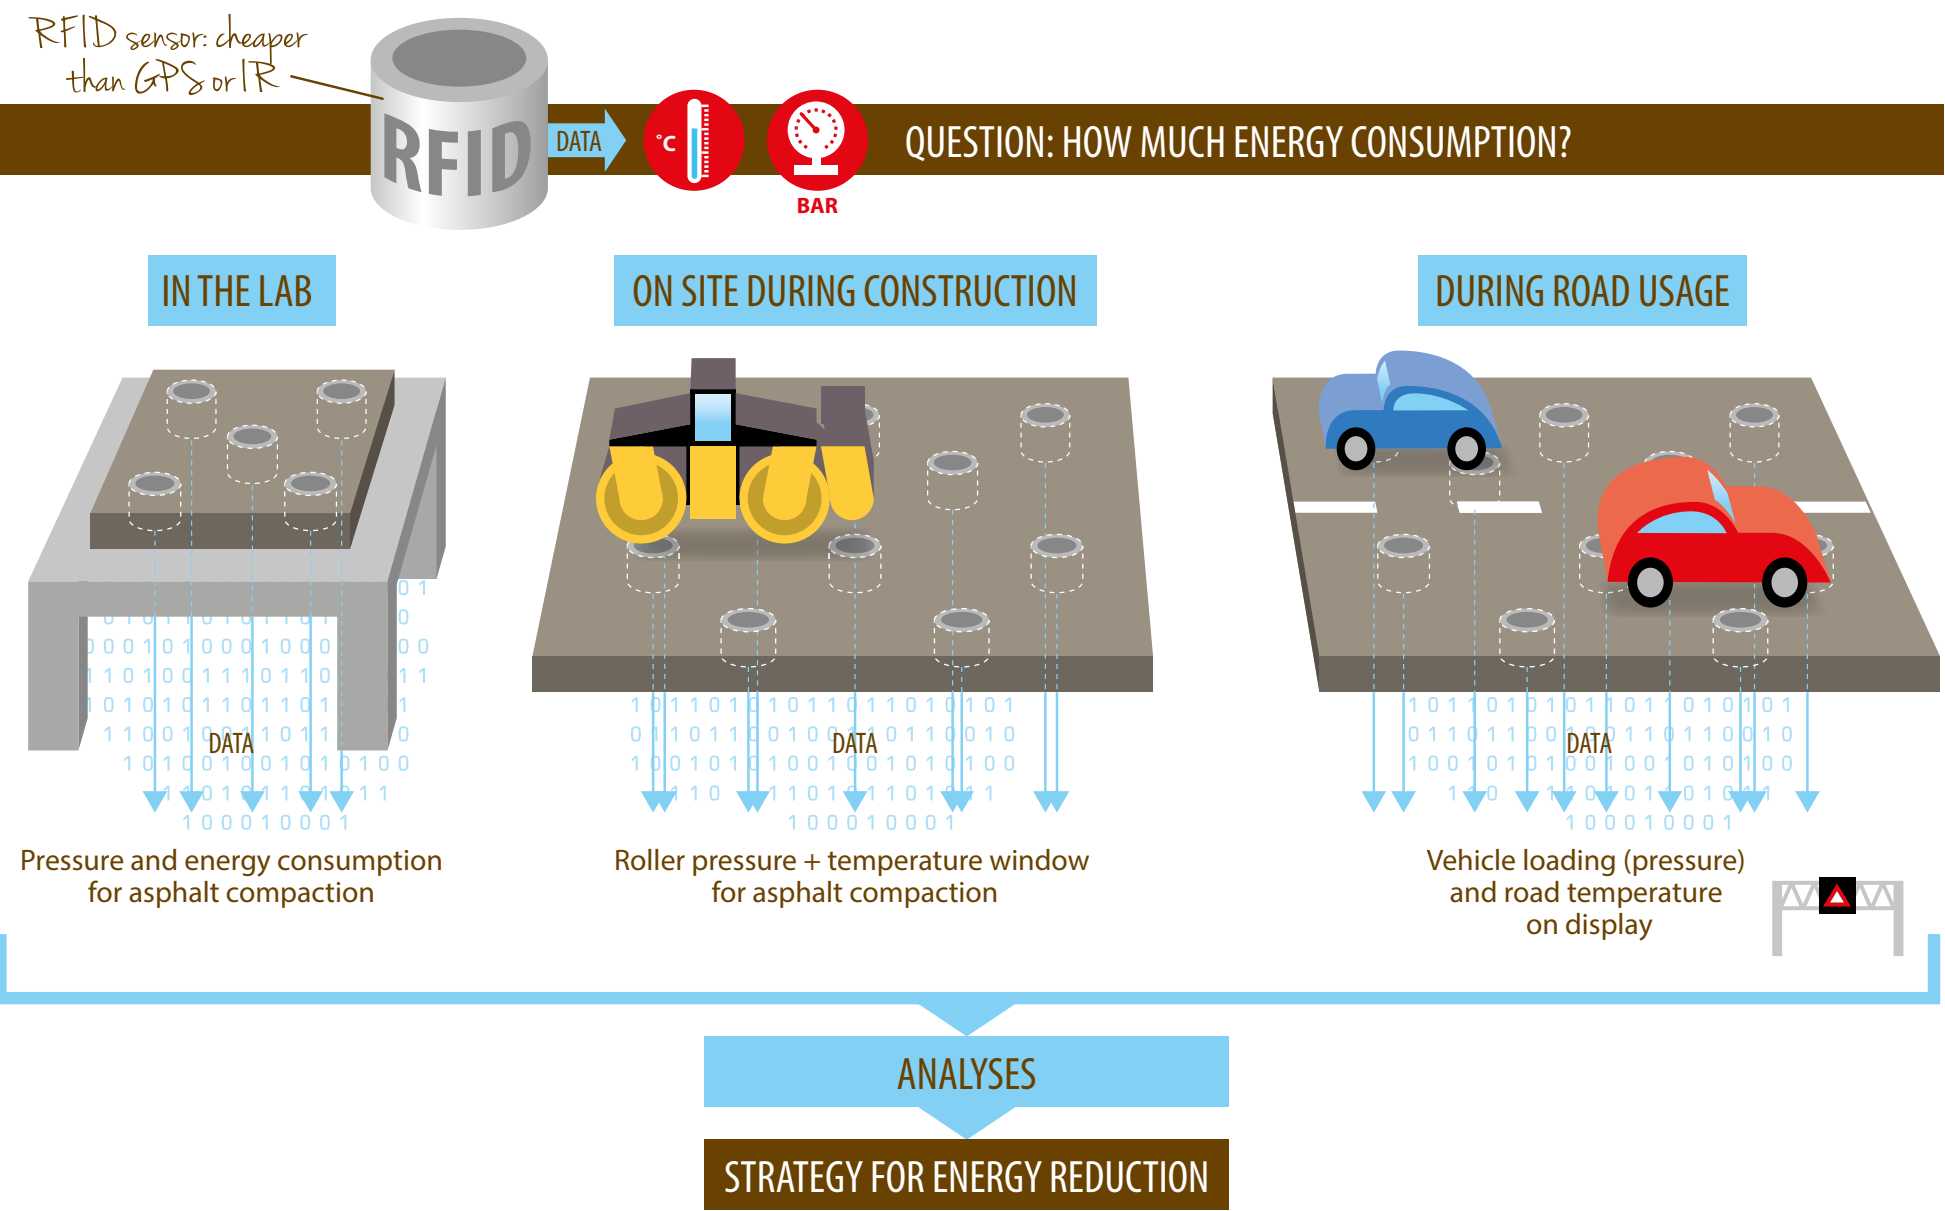 RFID sensor: cheaper
than GPS or IR
RFID
DATA
°C
BAR
QUESTION: HOW MUCH ENERGY CONSUMPTION?
IN THE LAB
ON SITE DURING CONSTRUCTION
DURING ROAD USAGE
DATA
DATA
DATA
Pressure and energy consumption
for asphalt compaction
Roller pressure + temperature window
for asphalt compaction
Vehicle loading (pressure)
and road temperature
on display
ANALYSES
STRATEGY FOR ENERGY REDUCTION